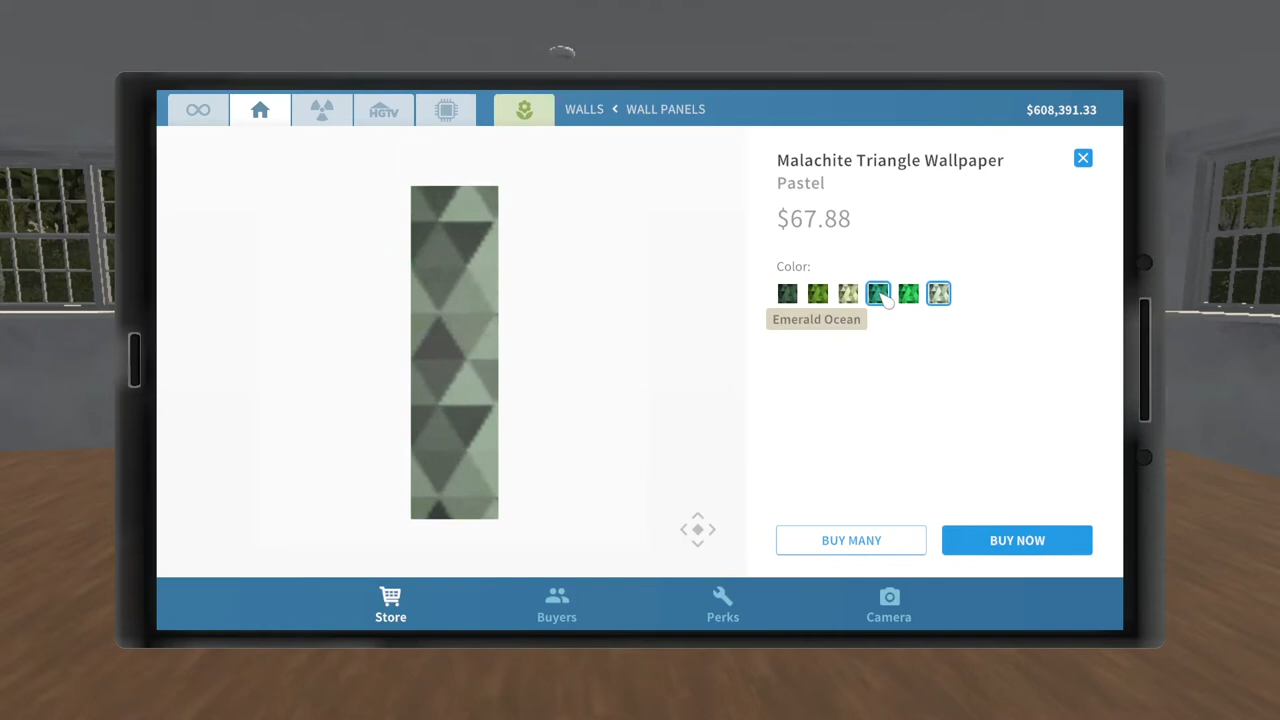 HGTV
WALLS < WALL PANELS
$608,391.33
Malachite Triangle Wallpaper
Pastel
$67.88
Color:
Emerald Ocean
BUY MANY
BUY NOW
Store
Buyers
Perks
Camera